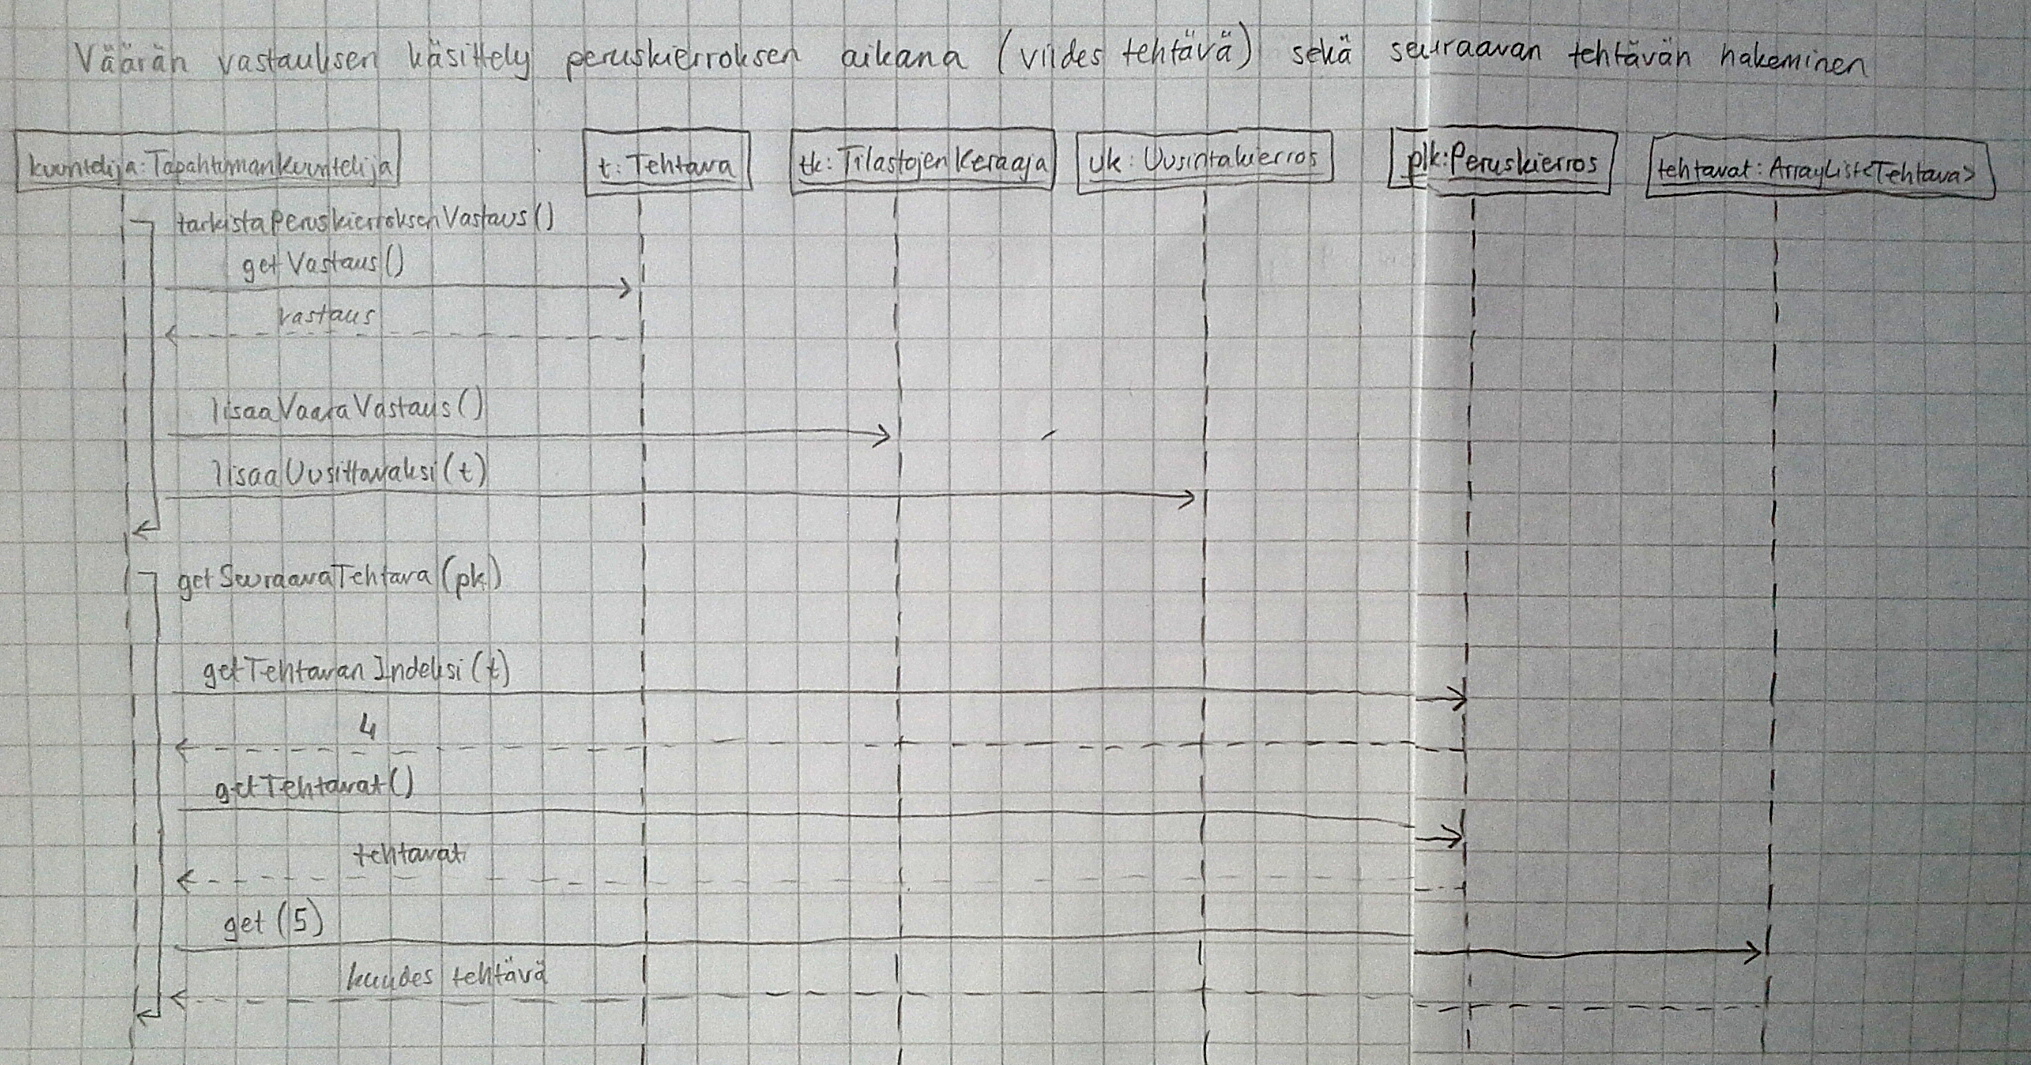 Väärän vastauksen käsittely peruskierroksen aikana (viides tehtävä) sekä seuraavan tehtävän hakeminen
kuuntelija:Tapahtumankuuntelija
t:Tehtava
tk:TilastojenKeraaja
uk:Uusintakierros
pk:Peruskierros
tehtavat:ArrayList<Tehtava>
tarkistaPeruskierroksenVastaus()
getVastaus()
vastaus
lisaaVaaraVastaus()
lisaaUusittavaksi(t)
getSeuraavaTehtava(pk)
getTehtavanIndeksi(t)
4
getTehtavat()
tehtavat
get(5)
kuudes tehtävä